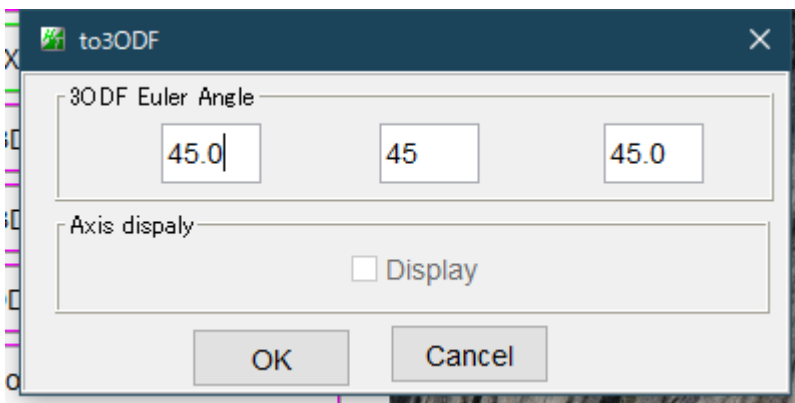 to3ODF
3ODF Euler Angle
45.0 45 45.0
Axis dispaly
Display
OK Cancel